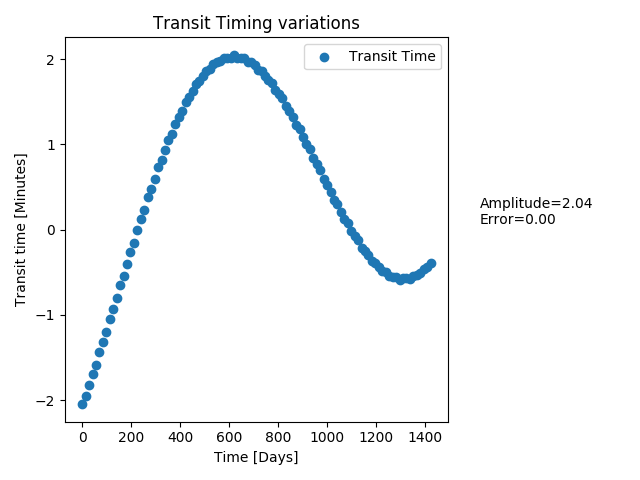 Transit Timing variations
Transit Time
Transit time [Minutes]
2
1
0
−1
−2
0 200 400 600 800 1000 1200 1400
Time [Days]
Amplitude=2.04
Error=0.00